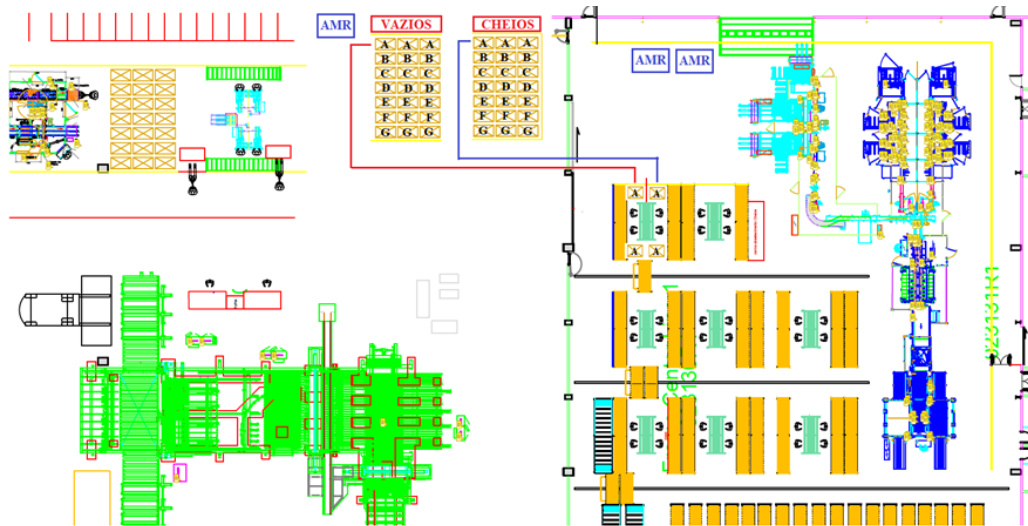 AMR VAZIOS CHEIOS
A A A A A A
B B B B B B
C C C C C C
D D D D D D
E E E E E E
F F F F F F
G G G G G G
AMR AMR
A A
A A